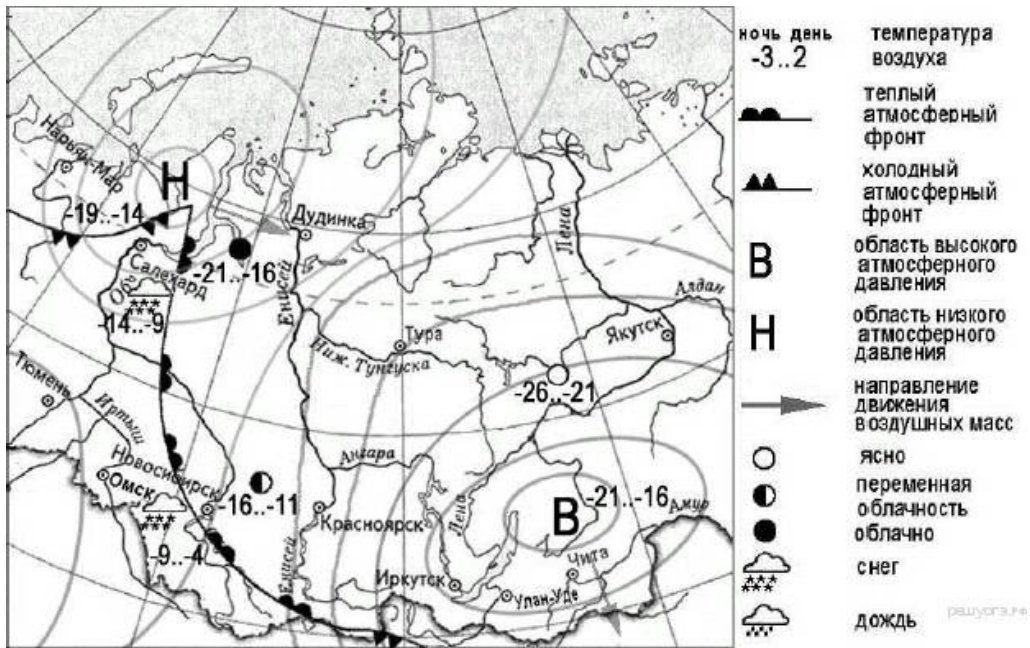 Нарьян-Мар
Н
-19..-14
Дудинка
Салехард
-21..-16
Обь
-14..-9
Енисей
Лена
Алдан
Тура
Якутск
Ниж. Тунгуска
-26..-21
Тюмень
Иртыш
Ангара
Новосибирск
Омск
-16..-11
Красноярск
Лена
В
-21..-16
Амур
-9..-4
Енисей
Иркутск
Чита
Улан-Уде
ночь день
-3..2
температура
воздуха
теплый
атмосферный
фронт
холодный
атмосферный
фронт
В
область высокого
атмосферного
давления
Н
область низкого
атмосферного
давления
направление
движения
воздушных масс
ясно
переменная
облачность
облачно
снег
дождь
решуогэ.рф